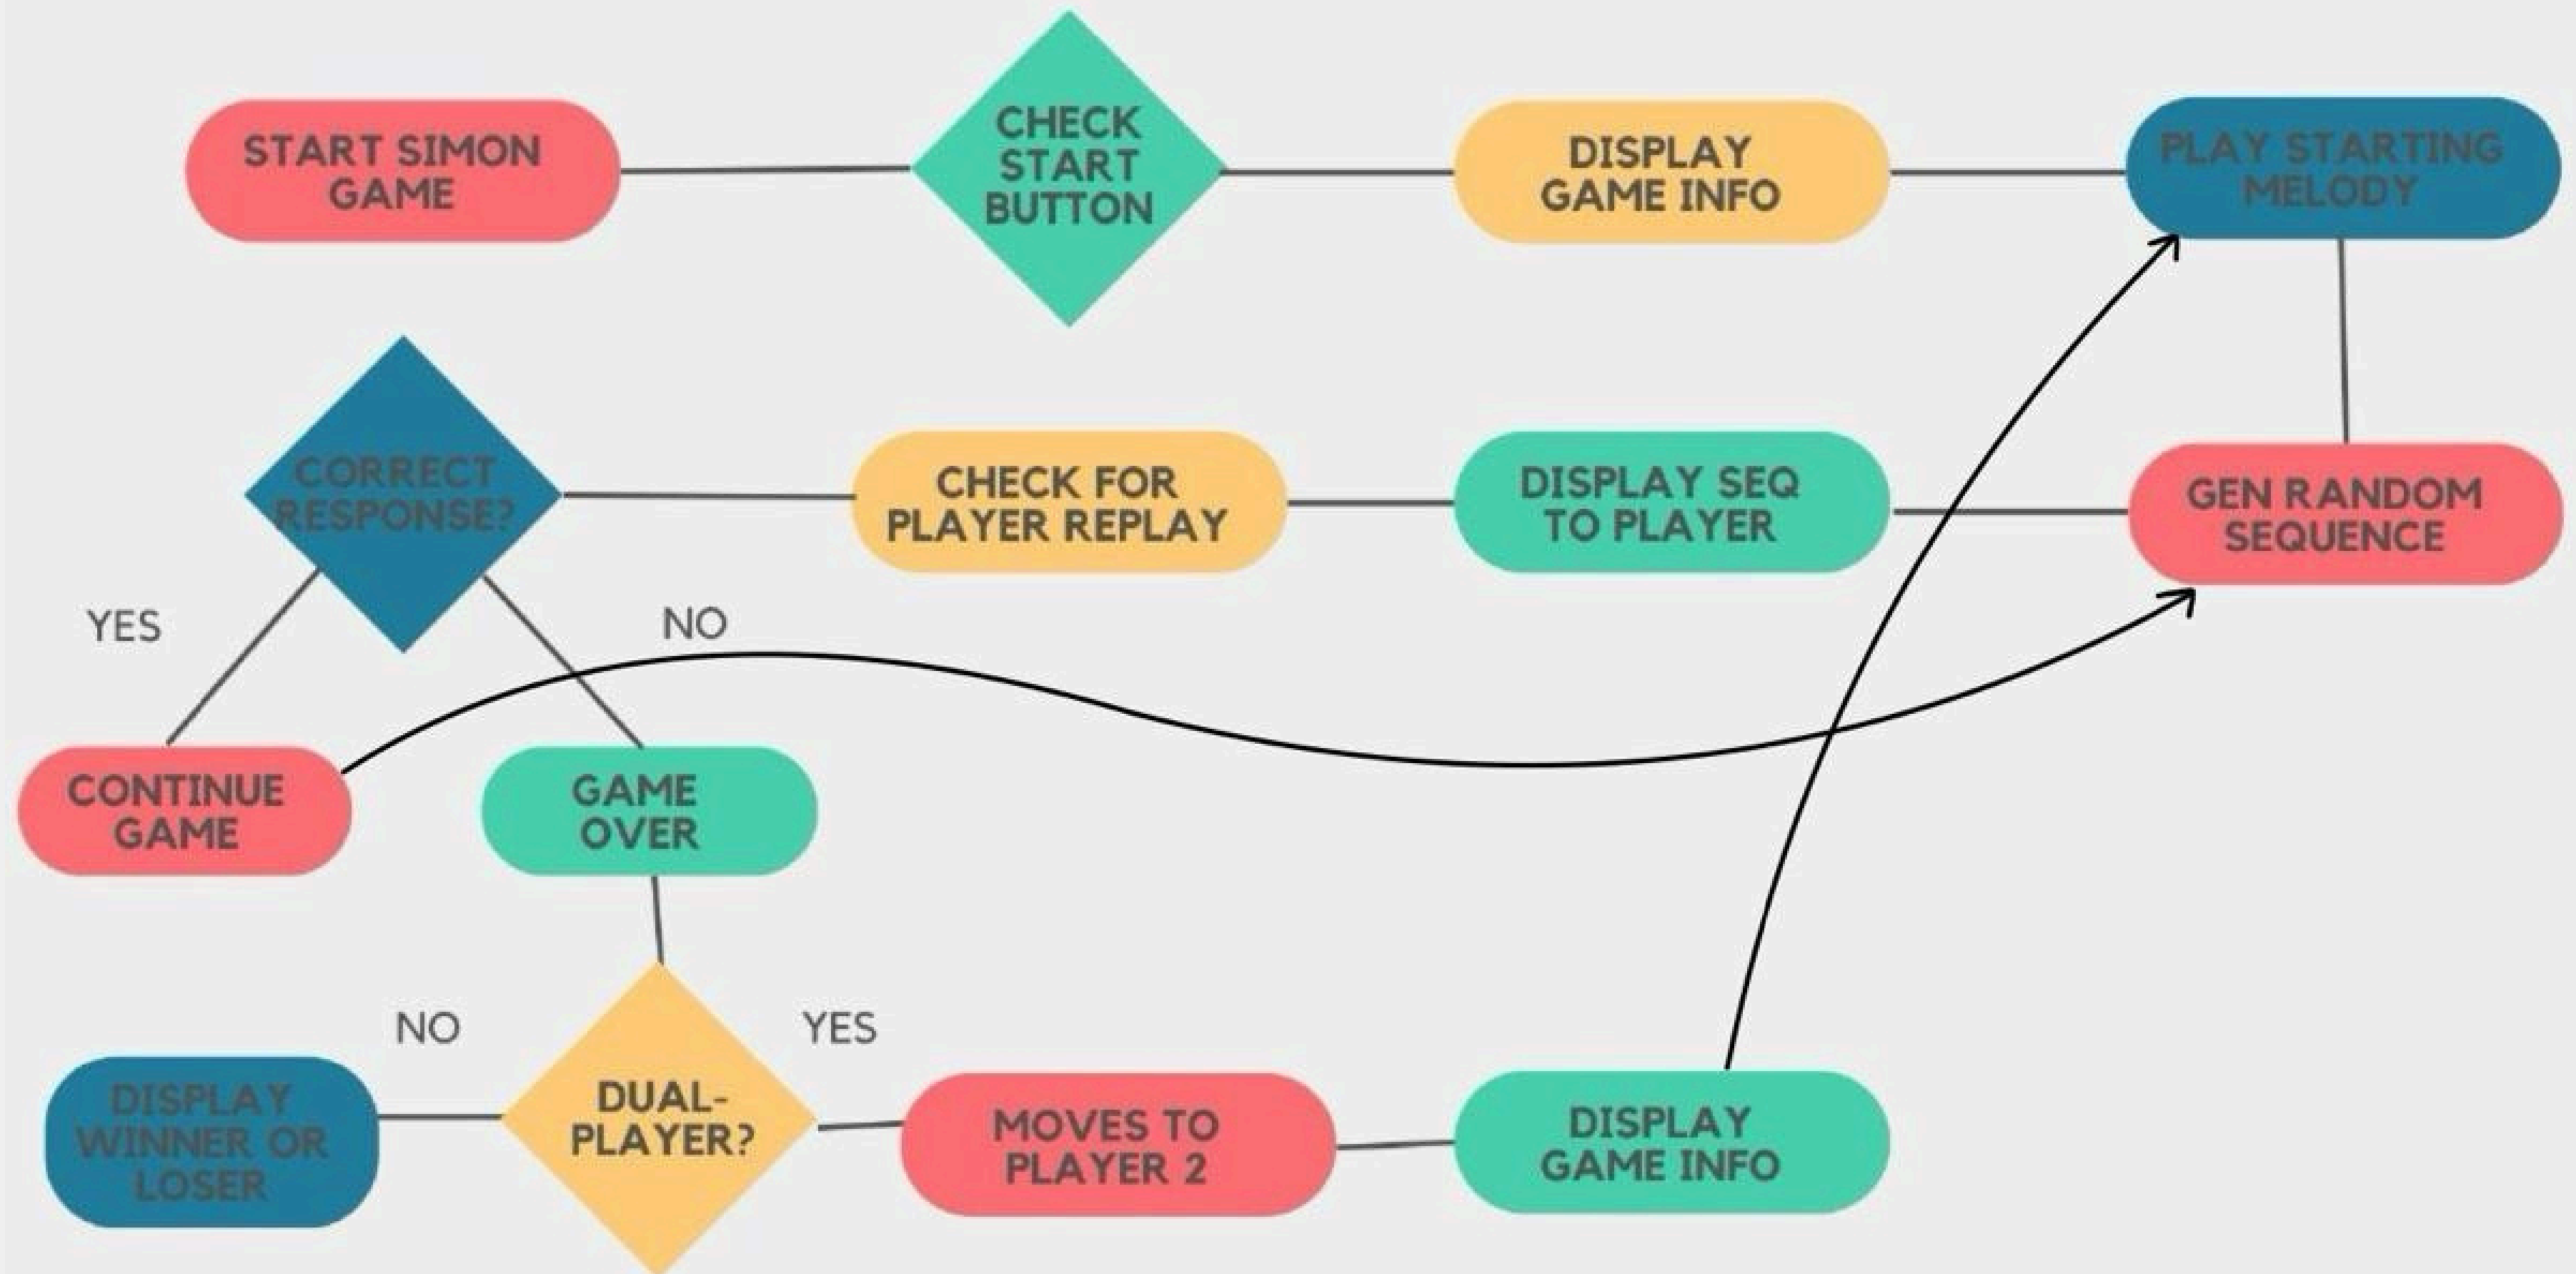 START SIMON
GAME
CHECK
START
BUTTON
DISPLAY
GAME INFO
PLAY STARTING
MELODY
CORRECT
RESPONSE?
CHECK FOR
PLAYER REPLAY
DISPLAY SEQ
TO PLAYER
GEN RANDOM
SEQUENCE
YES
NO
CONTINUE
GAME
GAME
OVER
NO
YES
DISPLAY
WINNER OR
LOSER
DUAL-
PLAYER?
MOVES TO
PLAYER 2
DISPLAY
GAME INFO